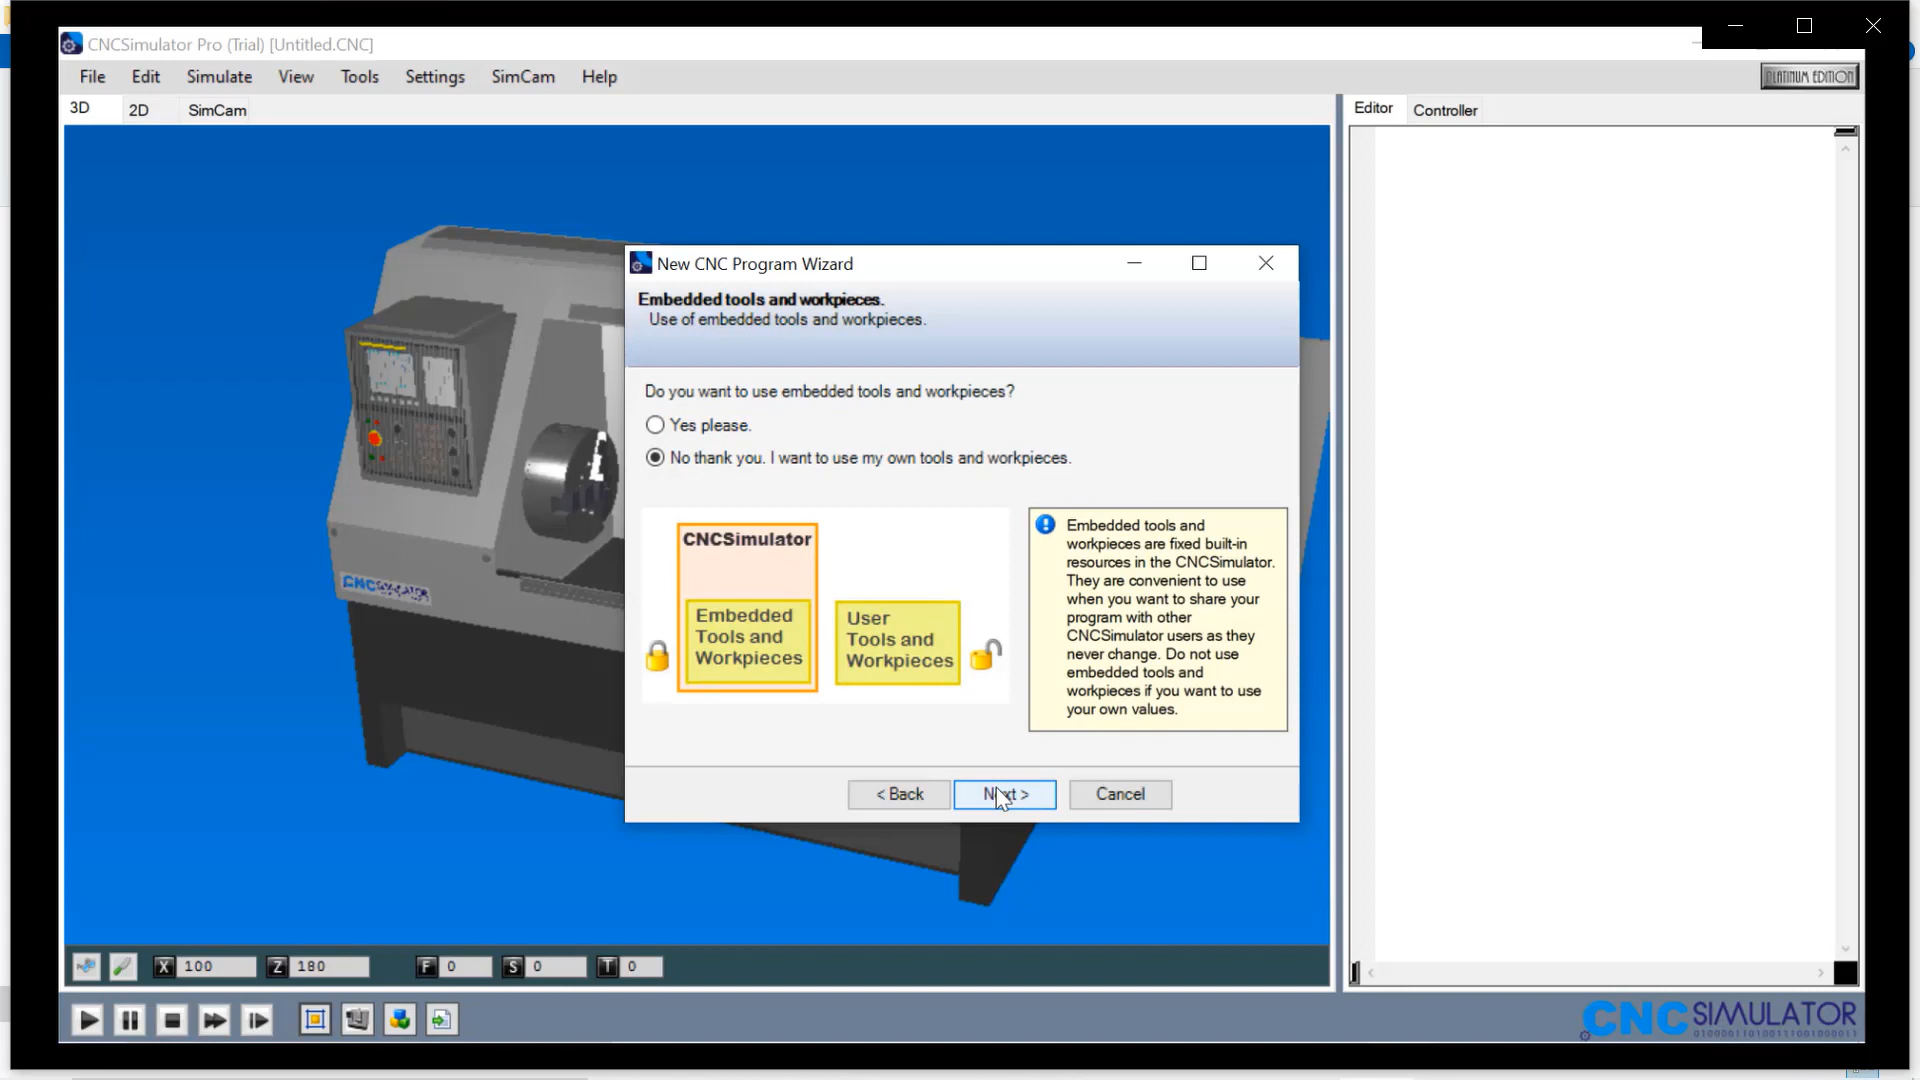 CNCSimulator Pro (Trial) [Untitled.CNC]
File Edit Simulate View Tools Settings SimCam Help
PLATINUM EDITION
3D 2D SimCam
Editor Controller
New CNC Program Wizard
Embedded tools and workpieces.
Use of embedded tools and workpieces.
Do you want to use embedded tools and workpieces?
Yes please.
No thank you. I want to use my own tools and workpieces.
CNCSimulator
Embedded
Tools and
Workpieces
User
Tools and
Workpieces
Embedded tools and
workpieces are fixed built-in
resources in the CNCSimulator.
They are convenient to use
when you want to share your
program with other
CNCSimulator users as they
never change. Do not use
embedded tools and
workpieces if you want to use
your own values.
< Back Next > Cancel
CNCSIMULATOR
X 100 Z 180 F 0 S 0 T 0
CNCSIMULATOR